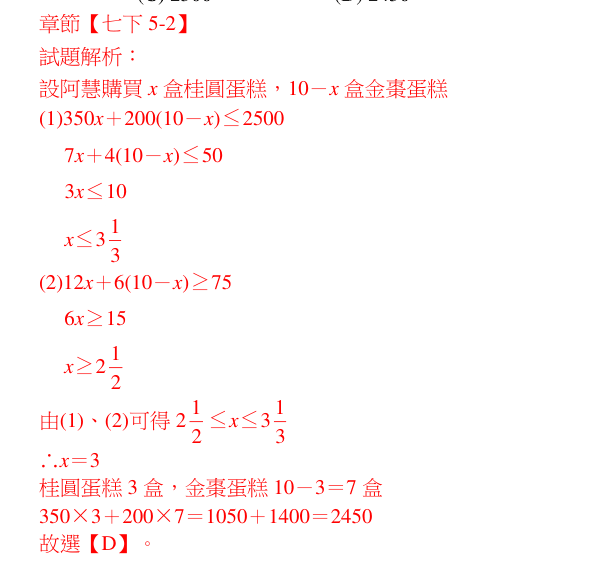 (C) 2300 (D) 2450
章節【七下 5-2】
試題解析：
設阿慧購買 x 盒桂圓蛋糕，10－x 盒金棗蛋糕
(1)350x＋200(10－x)≤2500
7x＋4(10－x)≤50
3x≤10
x≤3 1/3
(2)12x＋6(10－x)≥75
6x≥15
x≥2 1/2
由(1)、(2)可得 2 1/2 ≤x≤3 1/3
∴x＝3
桂圓蛋糕 3 盒，金棗蛋糕 10－3＝7 盒
350×3＋200×7＝1050＋1400＝2450
故選【D】。